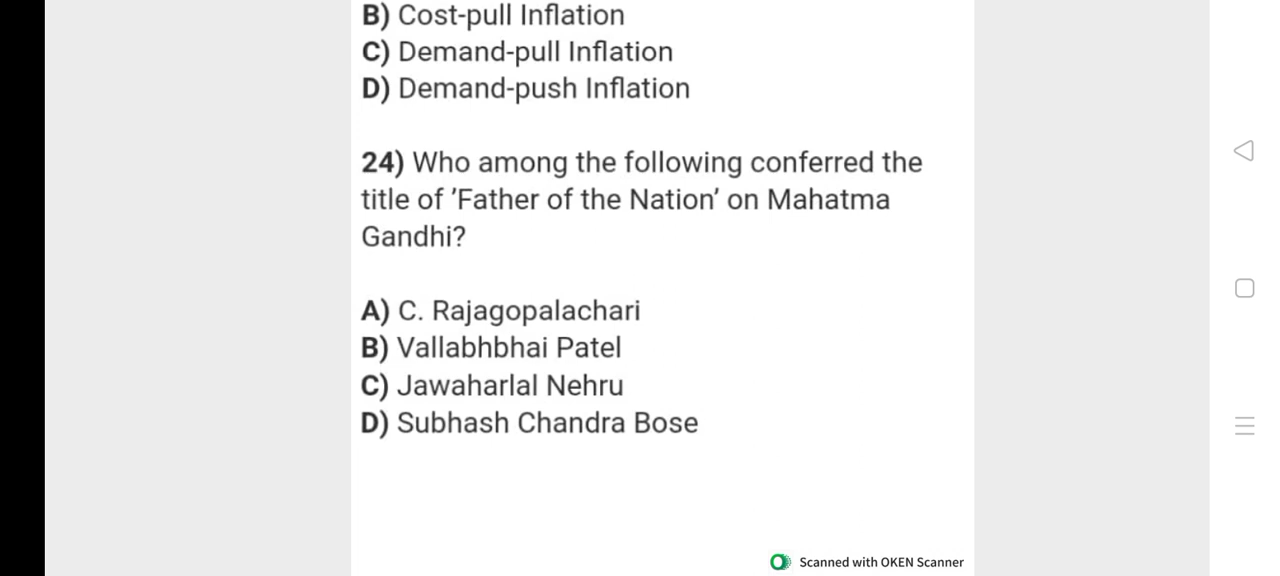 B) Cost-pull Inflation
C) Demand-pull Inflation
D) Demand-push Inflation
24) Who among the following conferred the
title of ’Father of the Nation’ on Mahatma
Gandhi?
A) C. Rajagopalachari
B) Vallabhbhai Patel
C) Jawaharlal Nehru
D) Subhash Chandra Bose
Scanned with OKEN Scanner